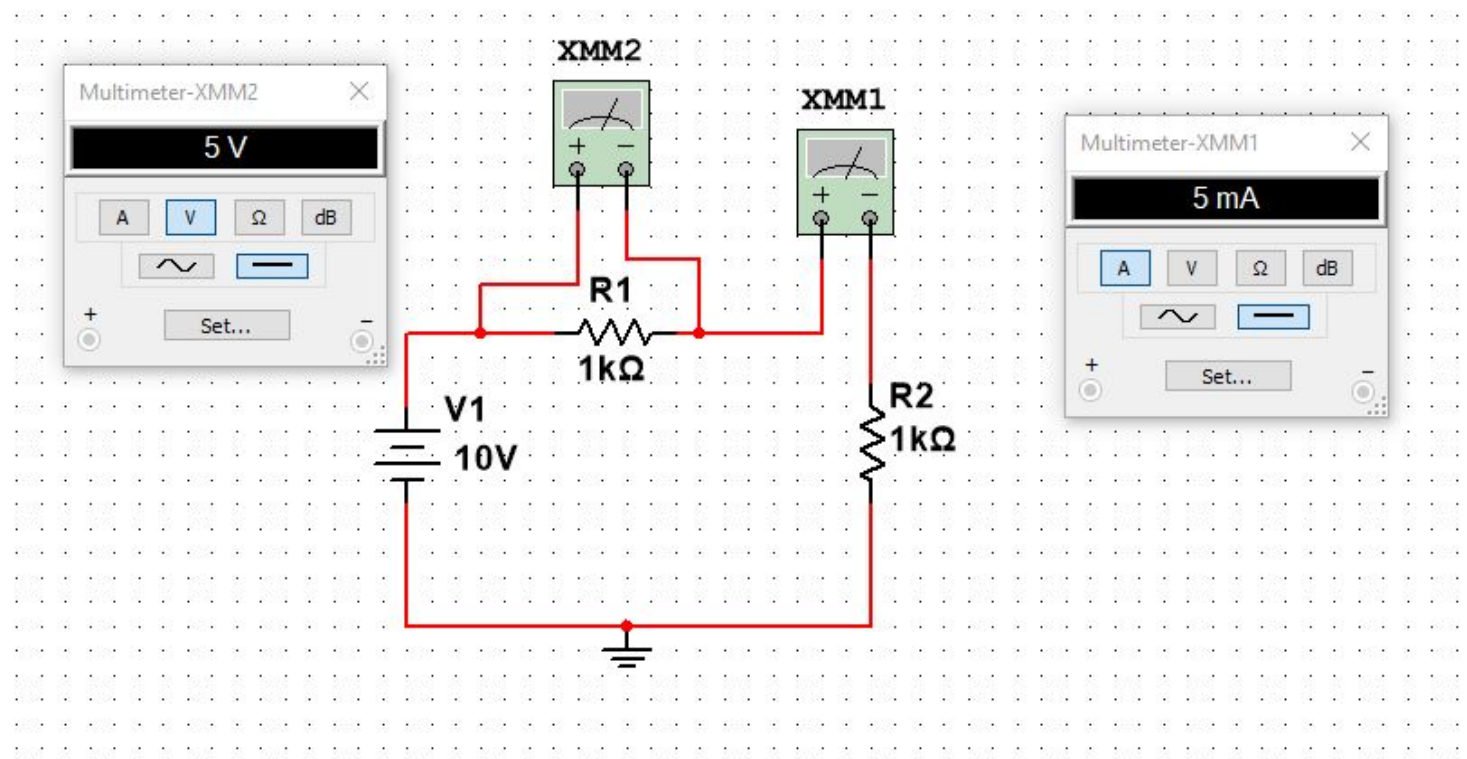 XMM2
Multimeter-XMM2
5 V
A V Ω dB
+ −
Set...
+ −
XMM1
Multimeter-XMM1
5 mA
A V Ω dB
+ −
Set...
+ −
R1
1kΩ
V1
10V
R2
1kΩ